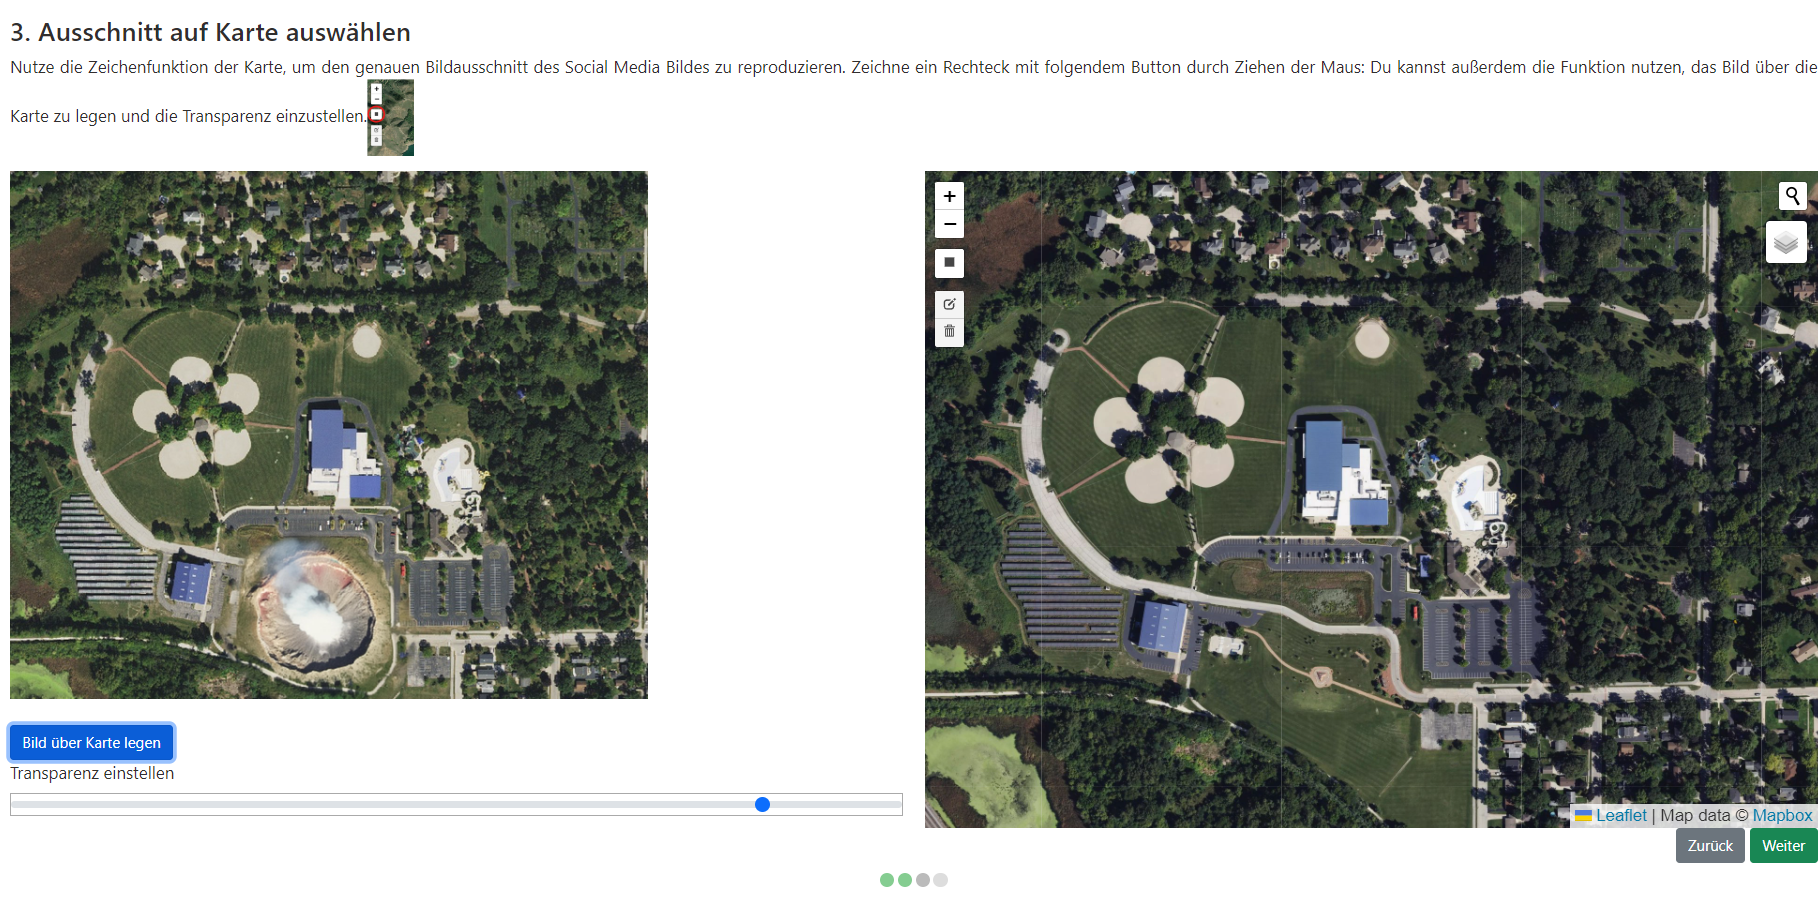 3. Ausschnitt auf Karte auswählen
Nutze die Zeichenfunktion der Karte, um den genauen Bildausschnitt des Social Media Bildes zu reproduzieren. Zeichne ein Rechteck mit folgendem Button durch Ziehen der Maus: Du kannst außerdem die Funktion nutzen, das Bild über die
Karte zu legen und die Transparenz einzustellen.
+
−
Bild über Karte legen
Transparenz einstellen
Leaflet | Map data © Mapbox
Zurück
Weiter